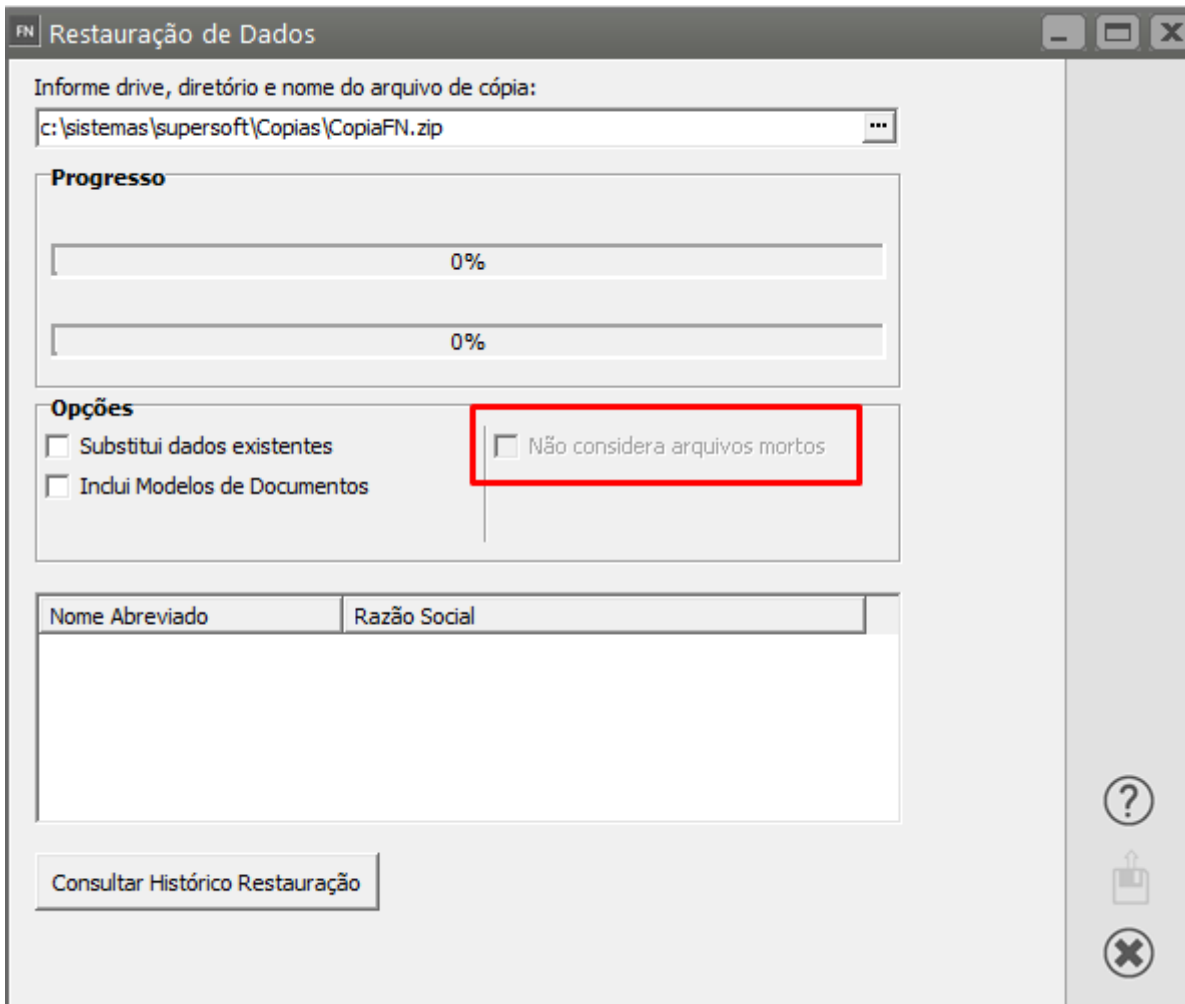 FN Restauração de Dados
Informe drive, diretório e nome do arquivo de cópia:
c:\sistemas\supersoft\Copias\CopiaFN.zip ...
Progresso
0%
0%
Opções
Substitui dados existentes
Não considera arquivos mortos
Inclui Modelos de Documentos
Nome Abreviado Razão Social
Consultar Histórico Restauração
?